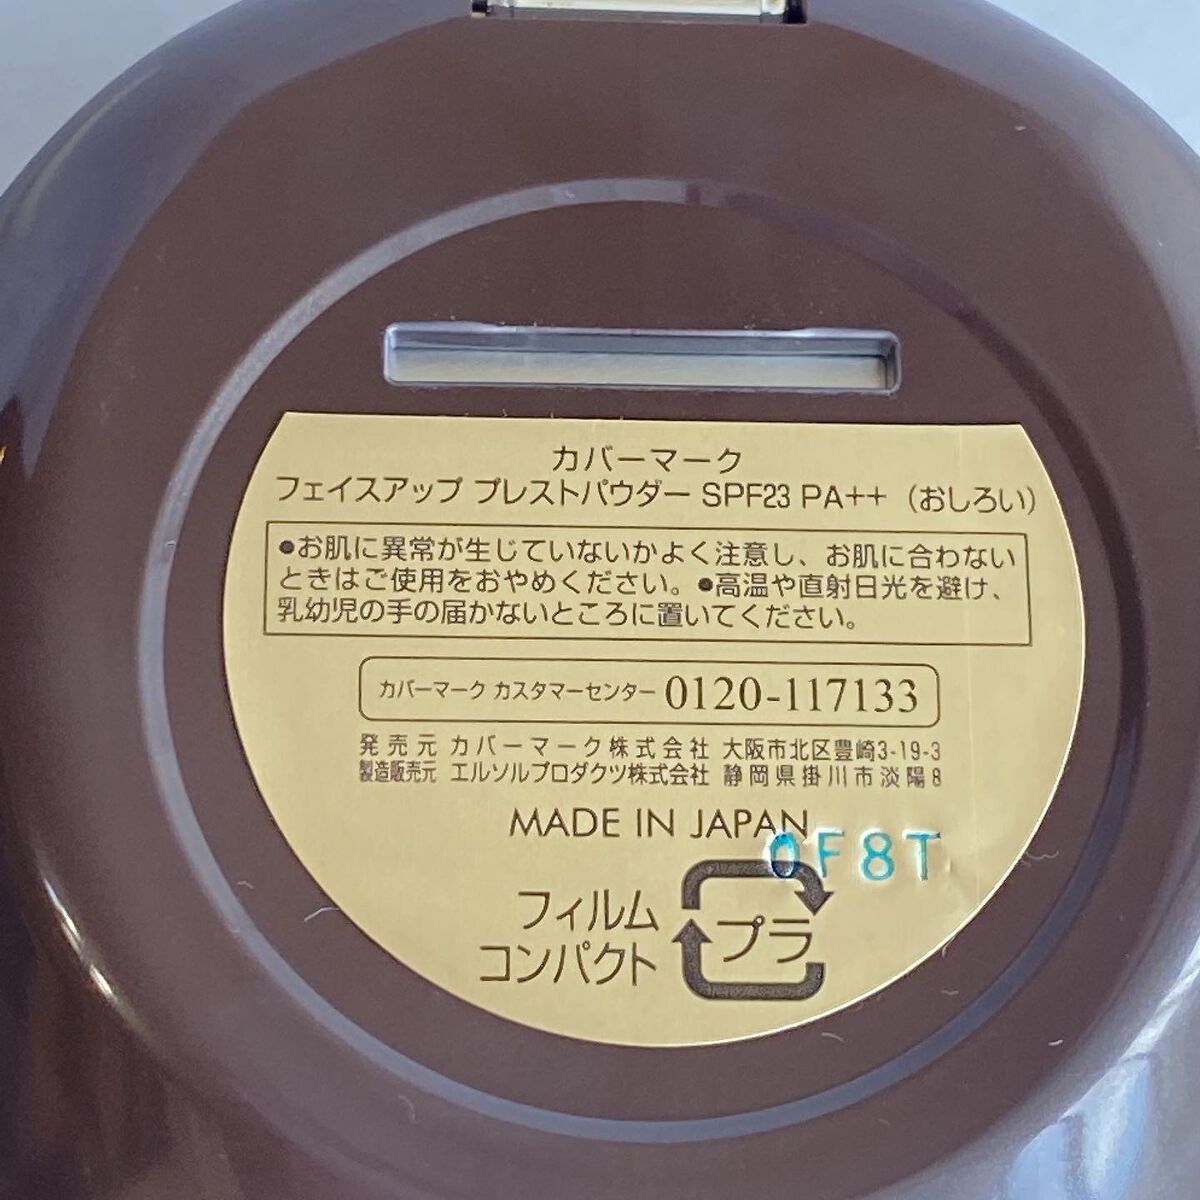 カバーマーク
フェイスアップ プレストパウダー SPF23 PA++（おしろい）
●お肌に異常が生じていないかよく注意し、お肌に合わない
ときはご使用をおやめください。●高温や直射日光を避け、
乳幼児の手の届かないところに置いてください。
カバーマーク カスタマーセンター 0120-117133
発売元 カバーマーク株式会社 大阪市北区豊崎3-19-3
製造販売元 エルソルプロダクツ株式会社 静岡県掛川市淡陽8
MADE IN JAPAN
0F8T
フィルム
コンパクト
プラ